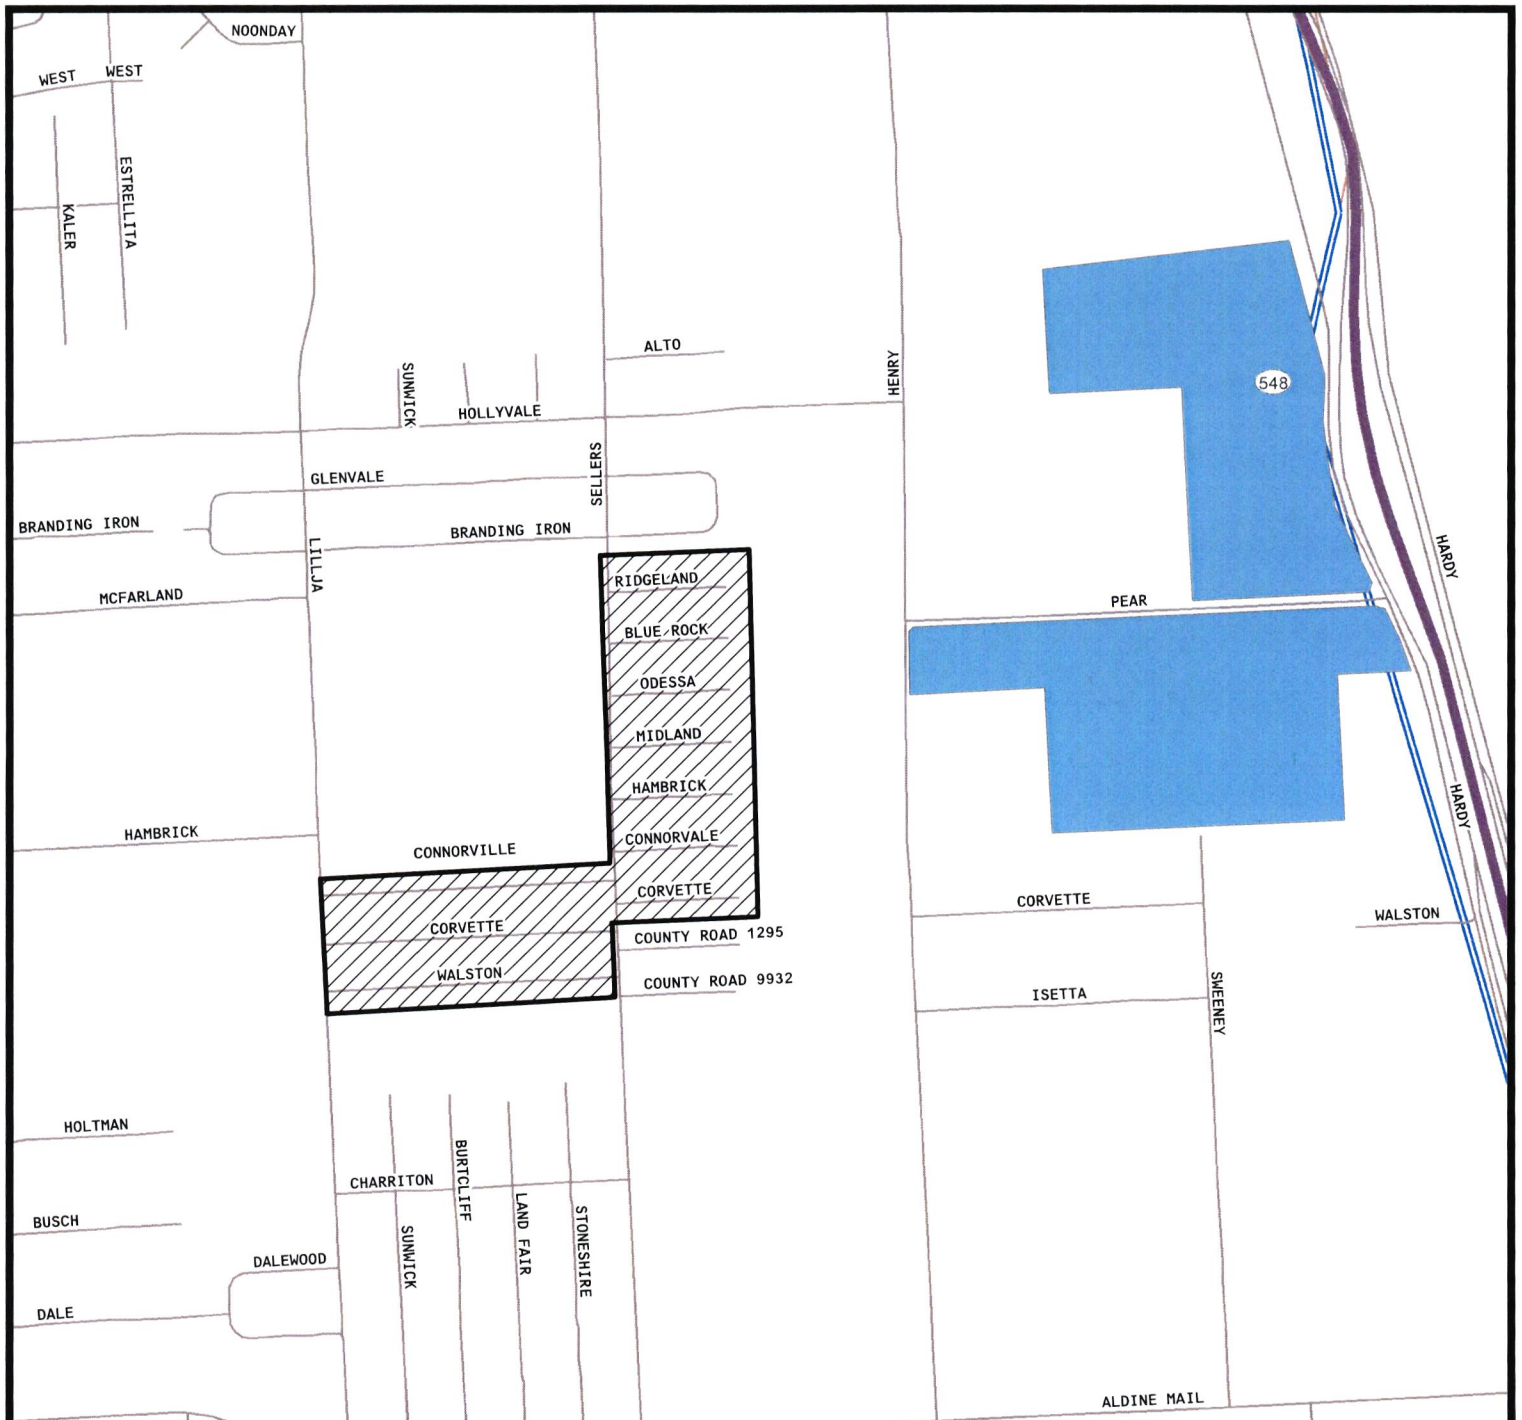 NOONDAY
WEST
WEST
ESTRELLITA
KALER
ALTO
SUNWICK
HENRY
548
HOLLYVALE
SELLERS
GLENVALE
BRANDING IRON
BRANDING IRON
LILLJA
HARDY
RIDGELAND
MCFARLAND
PEAR
BLUE ROCK
ODESSA
MIDLAND
HAMBRICK
HARDY
HAMBRICK
CONNORVALE
CONNORVILLE
CORVETTE
CORVETTE
WALSTON
CORVETTE
COUNTY ROAD 1295
WALSTON
COUNTY ROAD 9932
ISETTA
SWEENEY
HOLTMAN
BURTCLIFF
CHARRITON
LAND FAIR
STONESHIRE
BUSCH
SUNWICK
DALEWOOD
DALE
ALDINE MAIL